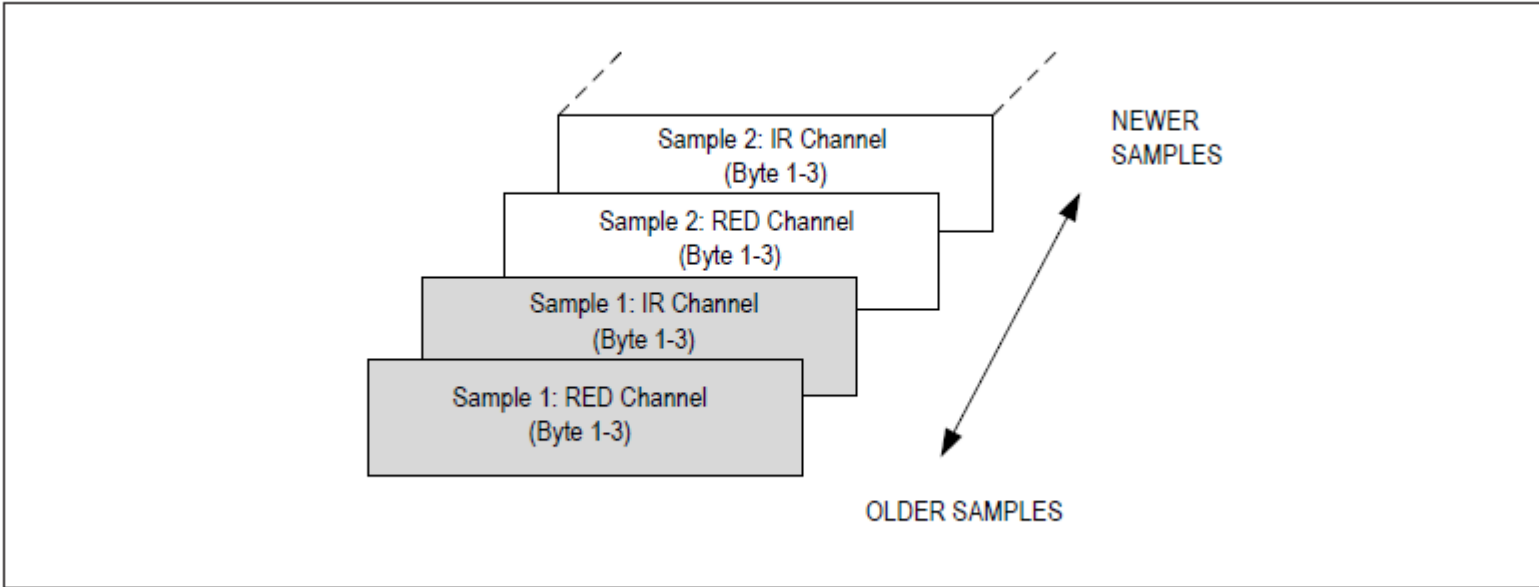 Sample 2: IR Channel
(Byte 1-3)
Sample 2: RED Channel
(Byte 1-3)
Sample 1: IR Channel
(Byte 1-3)
Sample 1: RED Channel
(Byte 1-3)
NEWER
SAMPLES
OLDER SAMPLES